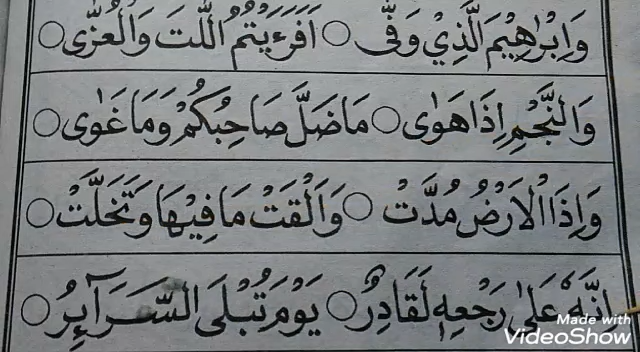 وَاِبْرٰهِيْمَ الَّذِيْ وَفّٰى ○ اَفَرَءَيْتُمُ اللّٰتَ وَالْعُزّٰى ○
وَالنَّجْمِ اِذَا هَوٰى ○ مَا ضَلَّ صَاحِبُكُمْ وَمَا غَوٰى ○
وَاِذَا الْاَرْضُ مُدَّتْ ○ وَاَلْقَتْ مَا فِيْهَا وَتَخَلَّتْ ○
اِنَّهٗ عَلٰى رَجْعِهٖ لَقَادِرٌ ○ يَوْمَ تُبْلَى السَّرَآئِرُ ○
Made with
VideoShow